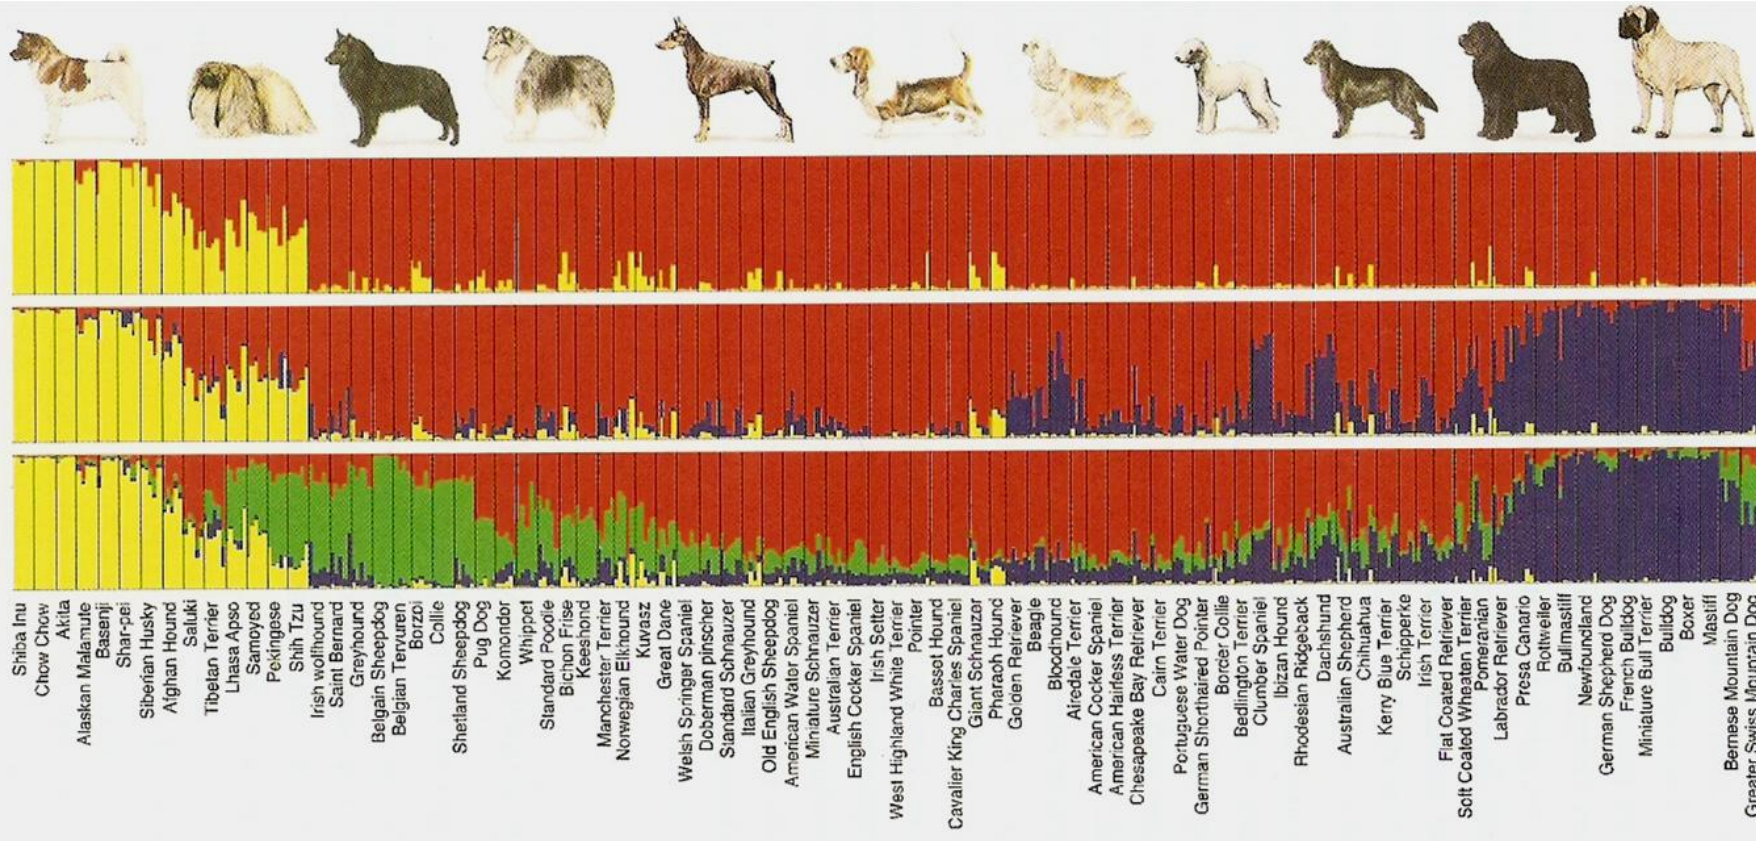 Shiba Inu
Chow Chow
Akita
Alaskan Malamute
Basenji
Shar-pei
Siberian Husky
Afghan Hound
Saluki
Tibetan Terrier
Lhasa Apso
Samoyed
Pekingese
Shih Tzu
Irish wolfhound
Saint Bernard
Greyhound
Belgain Sheepdog
Belgian Tervuren
Borzoi
Collie
Shetland Sheepdog
Pug Dog
Komondor
Whippet
Standard Poodle
Bichon Frise
Keeshond
Manchester Terrier
Norwegian Elkhound
Kuvasz
Great Dane
Welsh Springer Spaniel
Doberman pinscher
Standard Schnauzer
Italian Greyhound
Old English Sheepdog
American Water Spaniel
Miniature Schnauzer
Australian Terrier
English Cocker Spaniel
Irish Setter
West Highland White Terrier
Pointer
Basset Hound
Cavalier King Charles Spaniel
Giant Schnauzer
Pharaoh Hound
Golden Retriever
Beagle
Bloodhound
Airedale Terrier
American Cocker Spaniel
American Hairless Terrier
Chesapeake Bay Retriever
Cairn Terrier
Portuguese Water Dog
German Shorthaired Pointer
Border Collie
Bedlington Terrier
Clumber Spaniel
Ibizan Hound
Rhodesian Ridgeback
Dachshund
Australian Shepherd
Chihuahua
Kerry Blue Terrier
Schipperke
Irish Terrier
Flat Coated Retriever
Soft Coated Wheaten Terrier
Pomeranian
Labrador Retriever
Presa Canario
Rottweiler
Bullmastiff
Newfoundland
German Shepherd Dog
French Bulldog
Miniature Bull Terrier
Bulldog
Boxer
Mastiff
Bernese Mountain Dog
Greater Swiss Mountain Dog